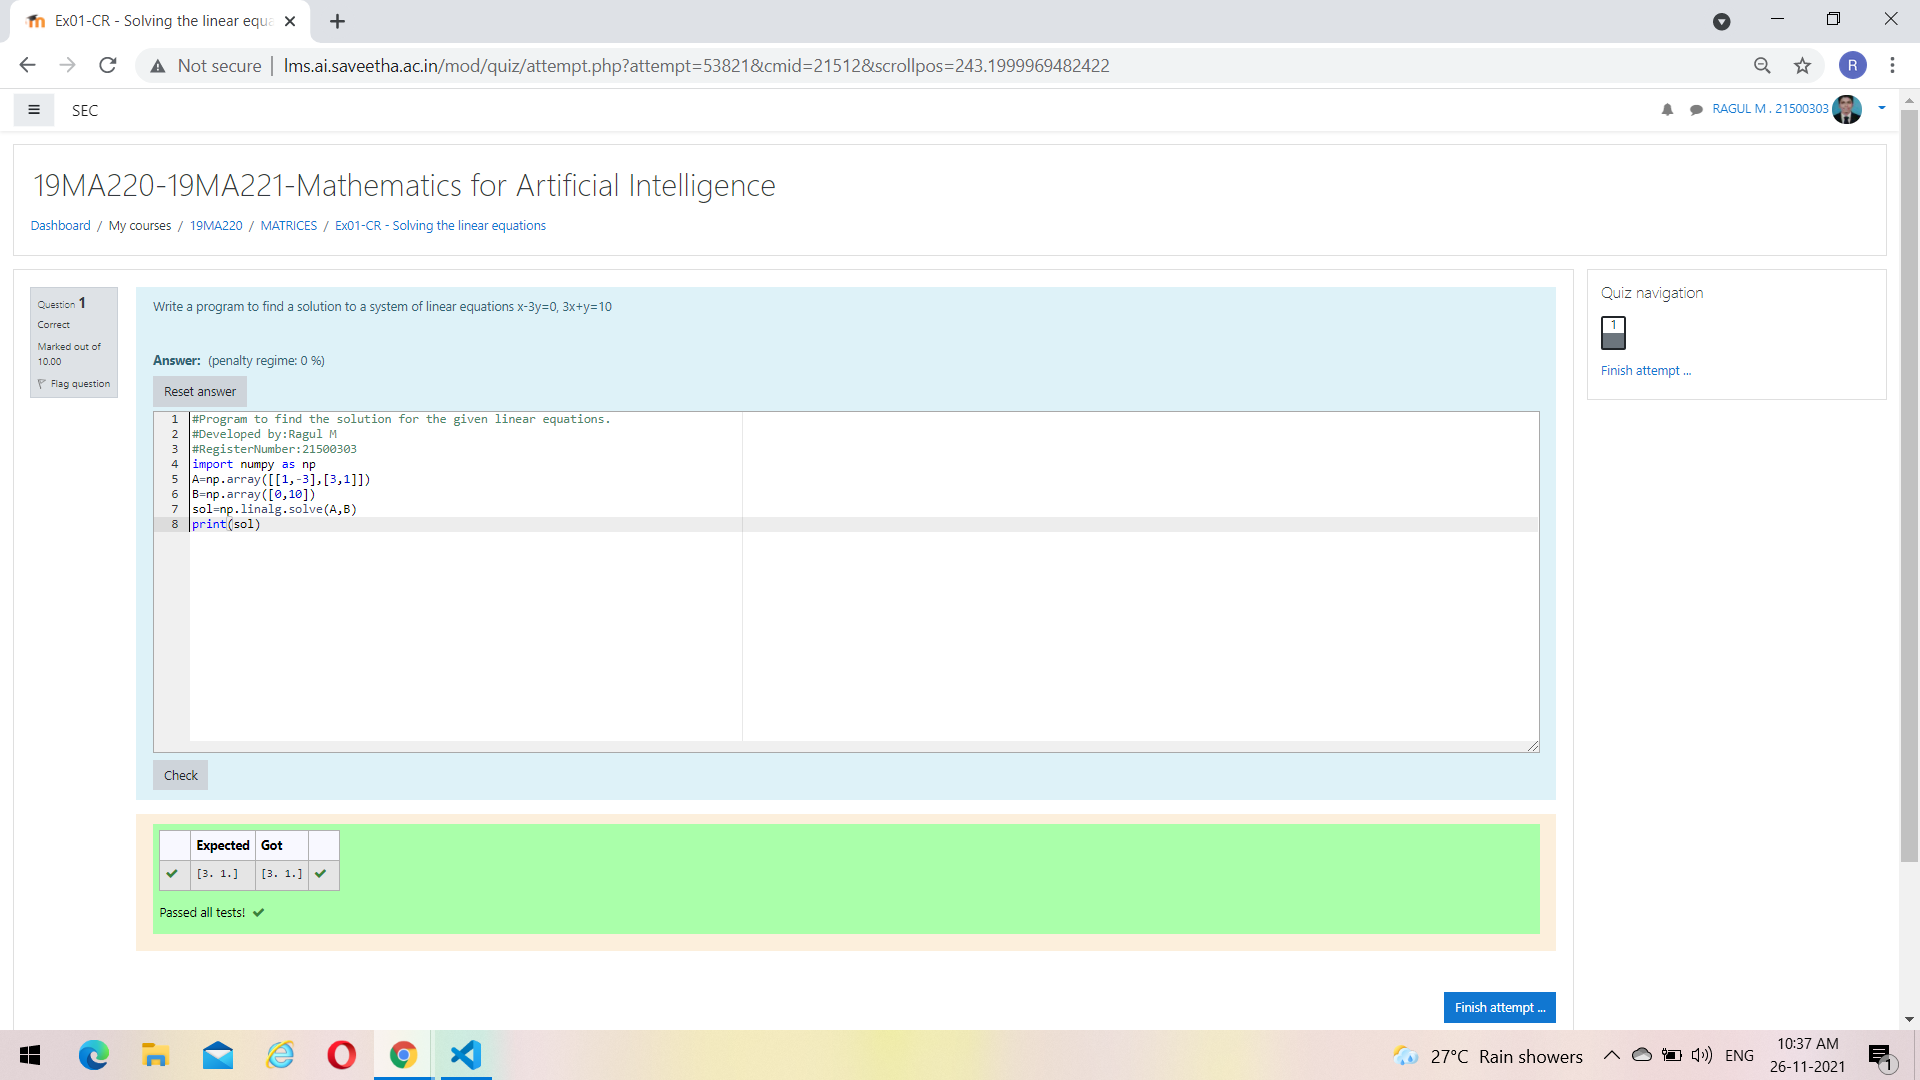 Ex01-CR - Solving the linear equa
Not secure | lms.ai.saveetha.ac.in/mod/quiz/attempt.php?attempt=53821&cmid=21512&scrollpos=243.1999969482422
R
SEC
RAGUL M . 21500303
19MA220-19MA221-Mathematics for Artificial Intelligence
Dashboard / My courses / 19MA220 / MATRICES / Ex01-CR - Solving the linear equations
Question 1
Correct
Marked out of
10.00
Flag question
Write a program to find a solution to a system of linear equations x-3y=0, 3x+y=10
Answer: (penalty regime: 0 %)
Reset answer
1 #Program to find the solution for the given linear equations.
2 #Developed by:Ragul M
3 #RegisterNumber:21500303
4 import numpy as np
5 A=np.array([[1,-3],[3,1]])
6 B=np.array([0,10])
7 sol=np.linalg.solve(A,B)
8 print(sol)
Check
Expected Got
[3. 1.] [3. 1.]
Passed all tests!
Finish attempt ...
Quiz navigation
1
Finish attempt ...
27°C Rain showers
ENG
10:37 AM
26-11-2021
1